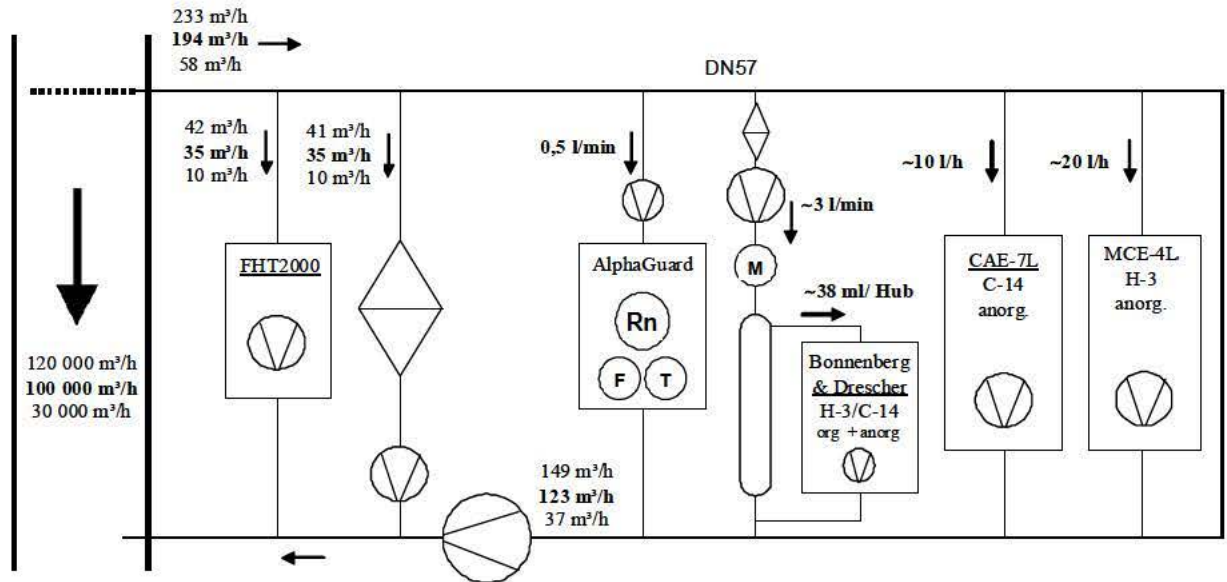 233 m³/h
194 m³/h
58 m³/h
DN57
42 m³/h
35 m³/h
10 m³/h
41 m³/h
35 m³/h
10 m³/h
0,5 l/min
~3 l/min
~10 l/h
~20 l/h
FHT2000
AlphaGuard
Rn
F T
M
~38 ml/ Hub
Bonnenberg
& Drescher
H-3/C-14
org + anorg
CAE-7L
C-14
anorg.
MCE-4L
H-3
anorg.
120 000 m³/h
100 000 m³/h
30 000 m³/h
149 m³/h
123 m³/h
37 m³/h